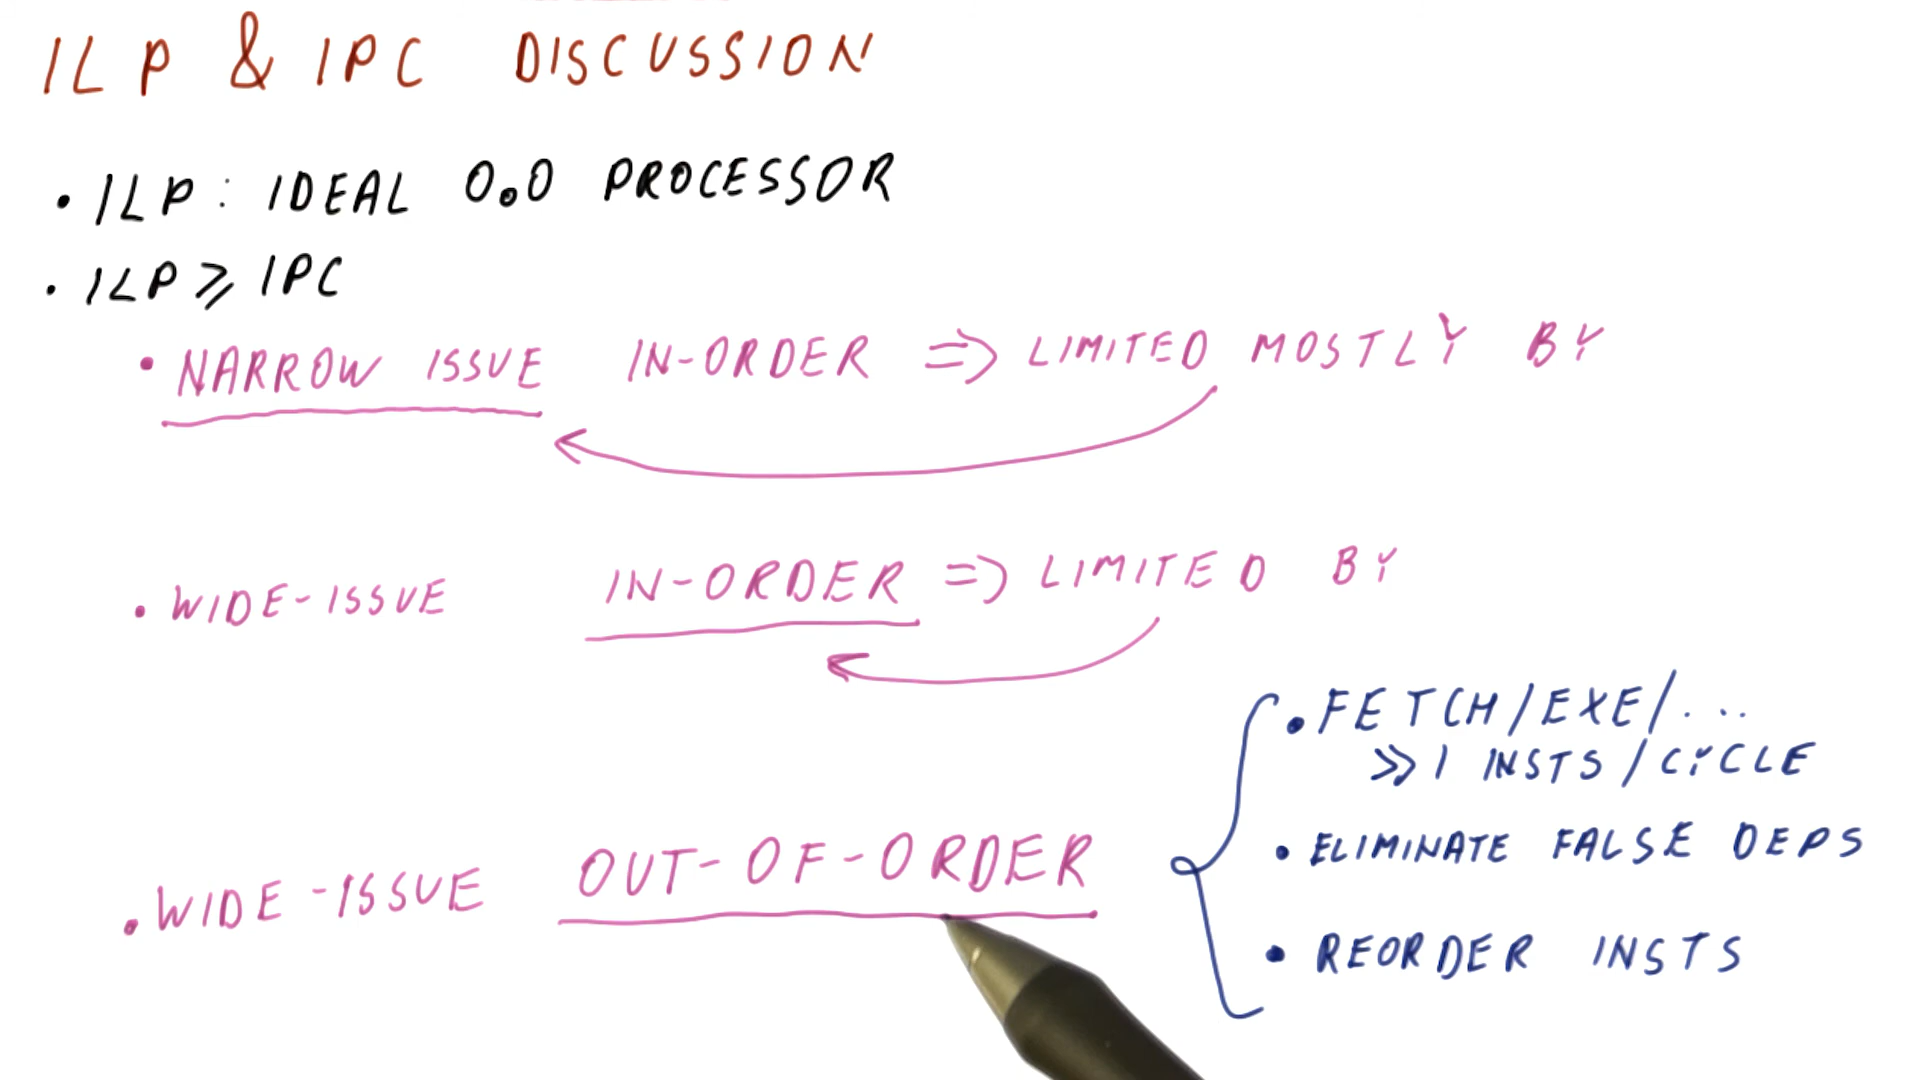 ILP & IPC DISCUSSION
• ILP: IDEAL O.O PROCESSOR
• ILP ⩾ IPC
• NARROW ISSUE IN-ORDER => LIMITED MOSTLY BY
• WIDE-ISSUE IN-ORDER => LIMITED BY
• WIDE-ISSUE OUT-OF-ORDER
• FETCH/EXE/...
≫1 INSTS/CYCLE
• ELIMINATE FALSE DEPS
• REORDER INSTS